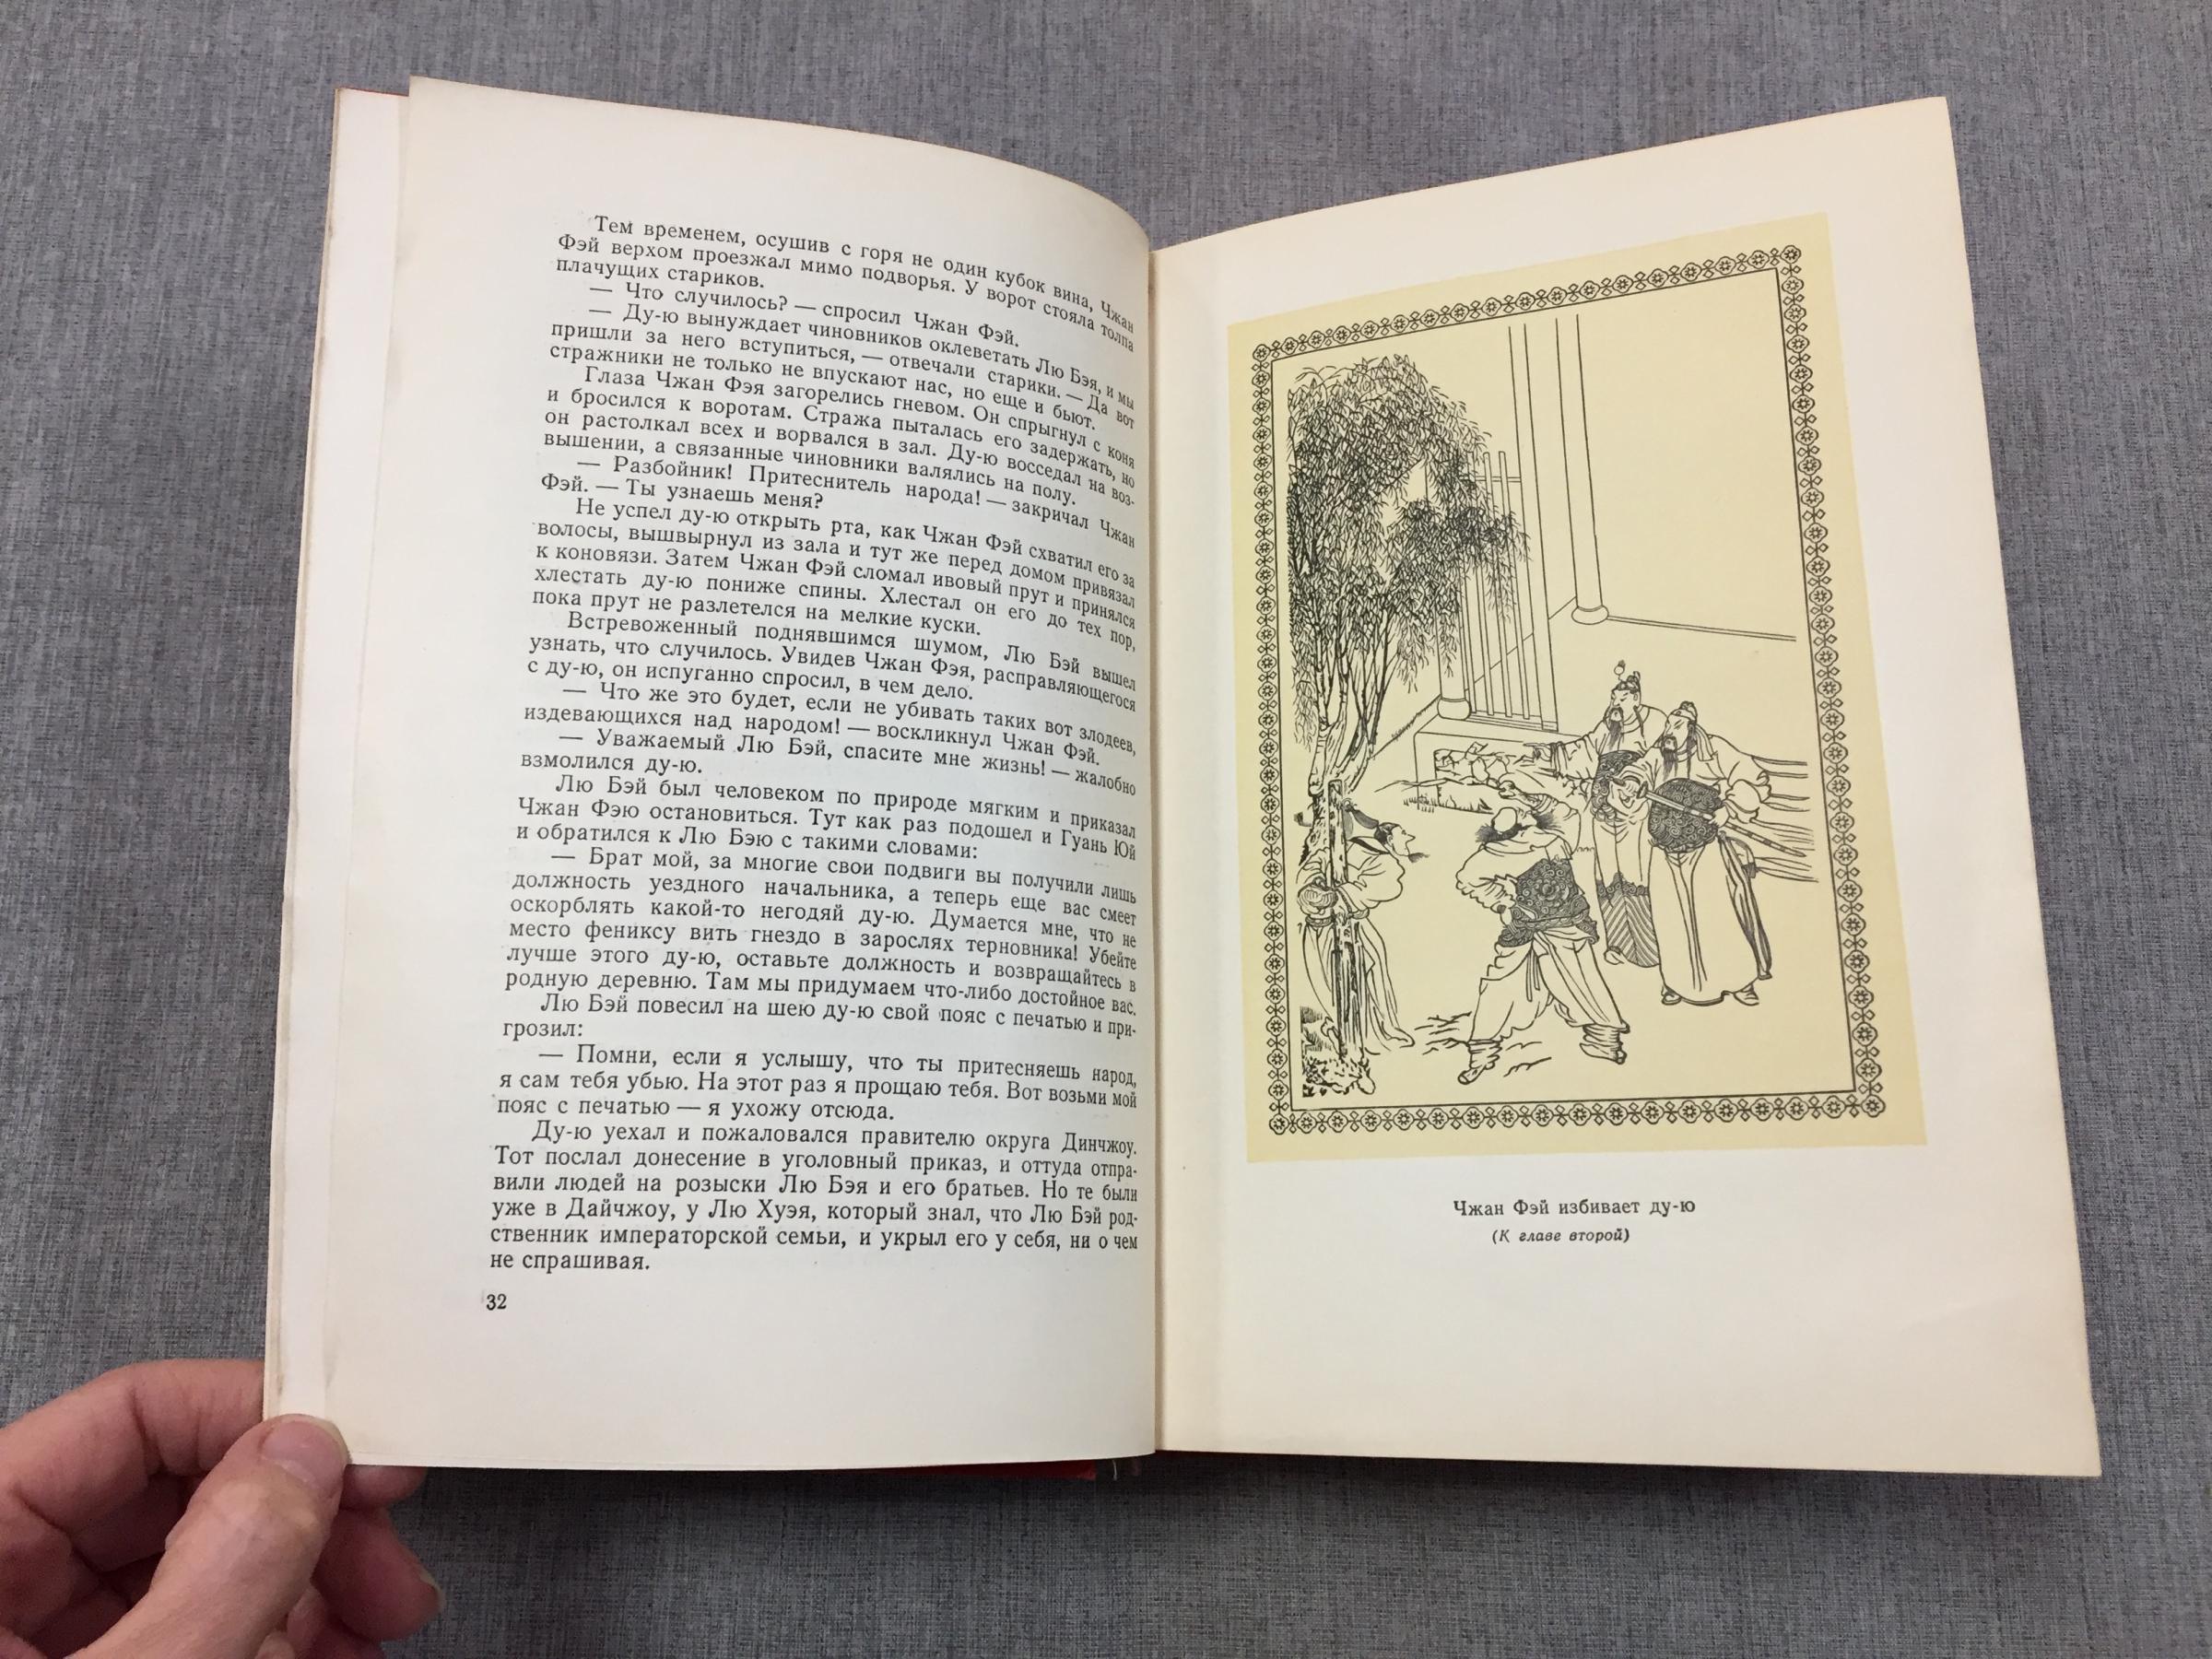 Тем временем, осушив с горя не один кубок вина, Чжан
Фэй верхом проезжал мимо подворья. У ворот стояла толпа
плачущих стариков.
— Что случилось? — спросил Чжан Фэй.
— Ду-ю вынуждает чиновников оклеветать Лю Бэя, и мы
пришли за него вступиться, — отвечали старики. — Да вот
стражники не только не впускают нас, но еще и бьют.
Глаза Чжан Фэя загорелись гневом. Он спрыгнул с коня
и бросился к воротам. Стража пыталась его задержать, но
он растолкал всех и ворвался в зал. Ду-ю восседал на воз-
вышении, а связанные чиновники валялись на полу.
— Разбойник! Притеснитель народа! — закричал Чжан
Фэй. — Ты узнаешь меня?
Не успел ду-ю открыть рта, как Чжан Фэй схватил его за
волосы, вышвырнул из зала и тут же перед домом привязал
к коновязи. Затем Чжан Фэй сломал ивовый прут и принялся
хлестать ду-ю пониже спины. Хлестал он его до тех пор,
пока прут не разлетелся на мелкие куски.
Встревоженный поднявшимся шумом, Лю Бэй вышел
узнать, что случилось. Увидев Чжан Фэя, расправляющегося
с ду-ю, он испуганно спросил, в чем дело.
— Что же это будет, если не убивать таких вот злодеев,
издевающихся над народом! — воскликнул Чжан Фэй.
— Уважаемый Лю Бэй, спасите мне жизнь! — жалобно
взмолился ду-ю.
Лю Бэй был человеком по природе мягким и приказал
Чжан Фэю остановиться. Тут как раз подошел и Гуань Юй
и обратился к Лю Бэю с такими словами:
— Брат мой, за многие свои подвиги вы получили лишь
должность уездного начальника, а теперь еще вас смеет
оскорблять какой-то негодяй ду-ю. Думается мне, что не
место фениксу вить гнездо в зарослях терновника! Убейте
лучше этого ду-ю, оставьте должность и возвращайтесь в
родную деревню. Там мы придумаем что-либо достойное вас.
Лю Бэй повесил на шею ду-ю свой пояс с печатью и при-
грозил:
— Помни, если я услышу, что ты притесняешь народ,
я сам тебя убью. На этот раз я прощаю тебя. Вот возьми мой
пояс с печатью — я ухожу отсюда.
Ду-ю уехал и пожаловался правителю округа Динчжоу.
Тот послал донесение в уголовный приказ, и оттуда отпра-
вили людей на розыски Лю Бэя и его братьев. Но те были
уже в Дайчжоу, у Лю Хуэя, который знал, что Лю Бэй род-
ственник императорской семьи, и укрыл его у себя, ни о чем
не спрашивая.
32
Чжан Фэй избивает ду-ю
(К главе второй)